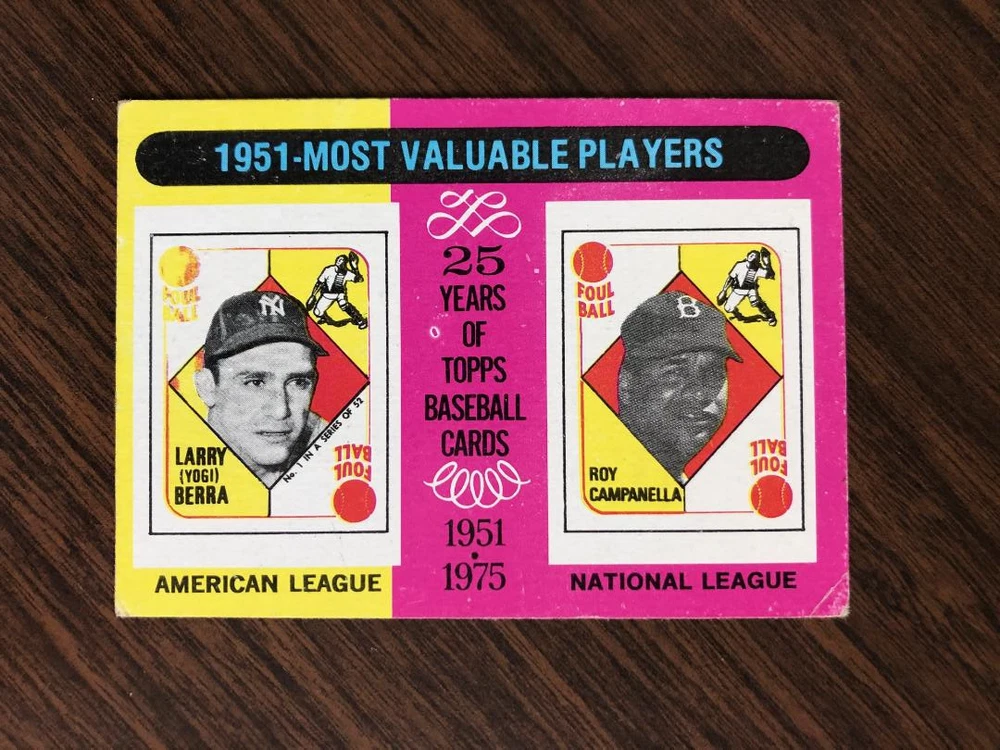 1951-MOST VALUABLE PLAYERS
FOUL
BALL
NY
LARRY
(YOGI)
BERRA
No. 1 IN A SERIES OF 52
FOUL
BALL
AMERICAN LEAGUE
25
YEARS
OF
TOPPS
BASEBALL
CARDS
1951
•
1975
FOUL
BALL
B
ROY
CAMPANELLA
FOUL
BALL
NATIONAL LEAGUE